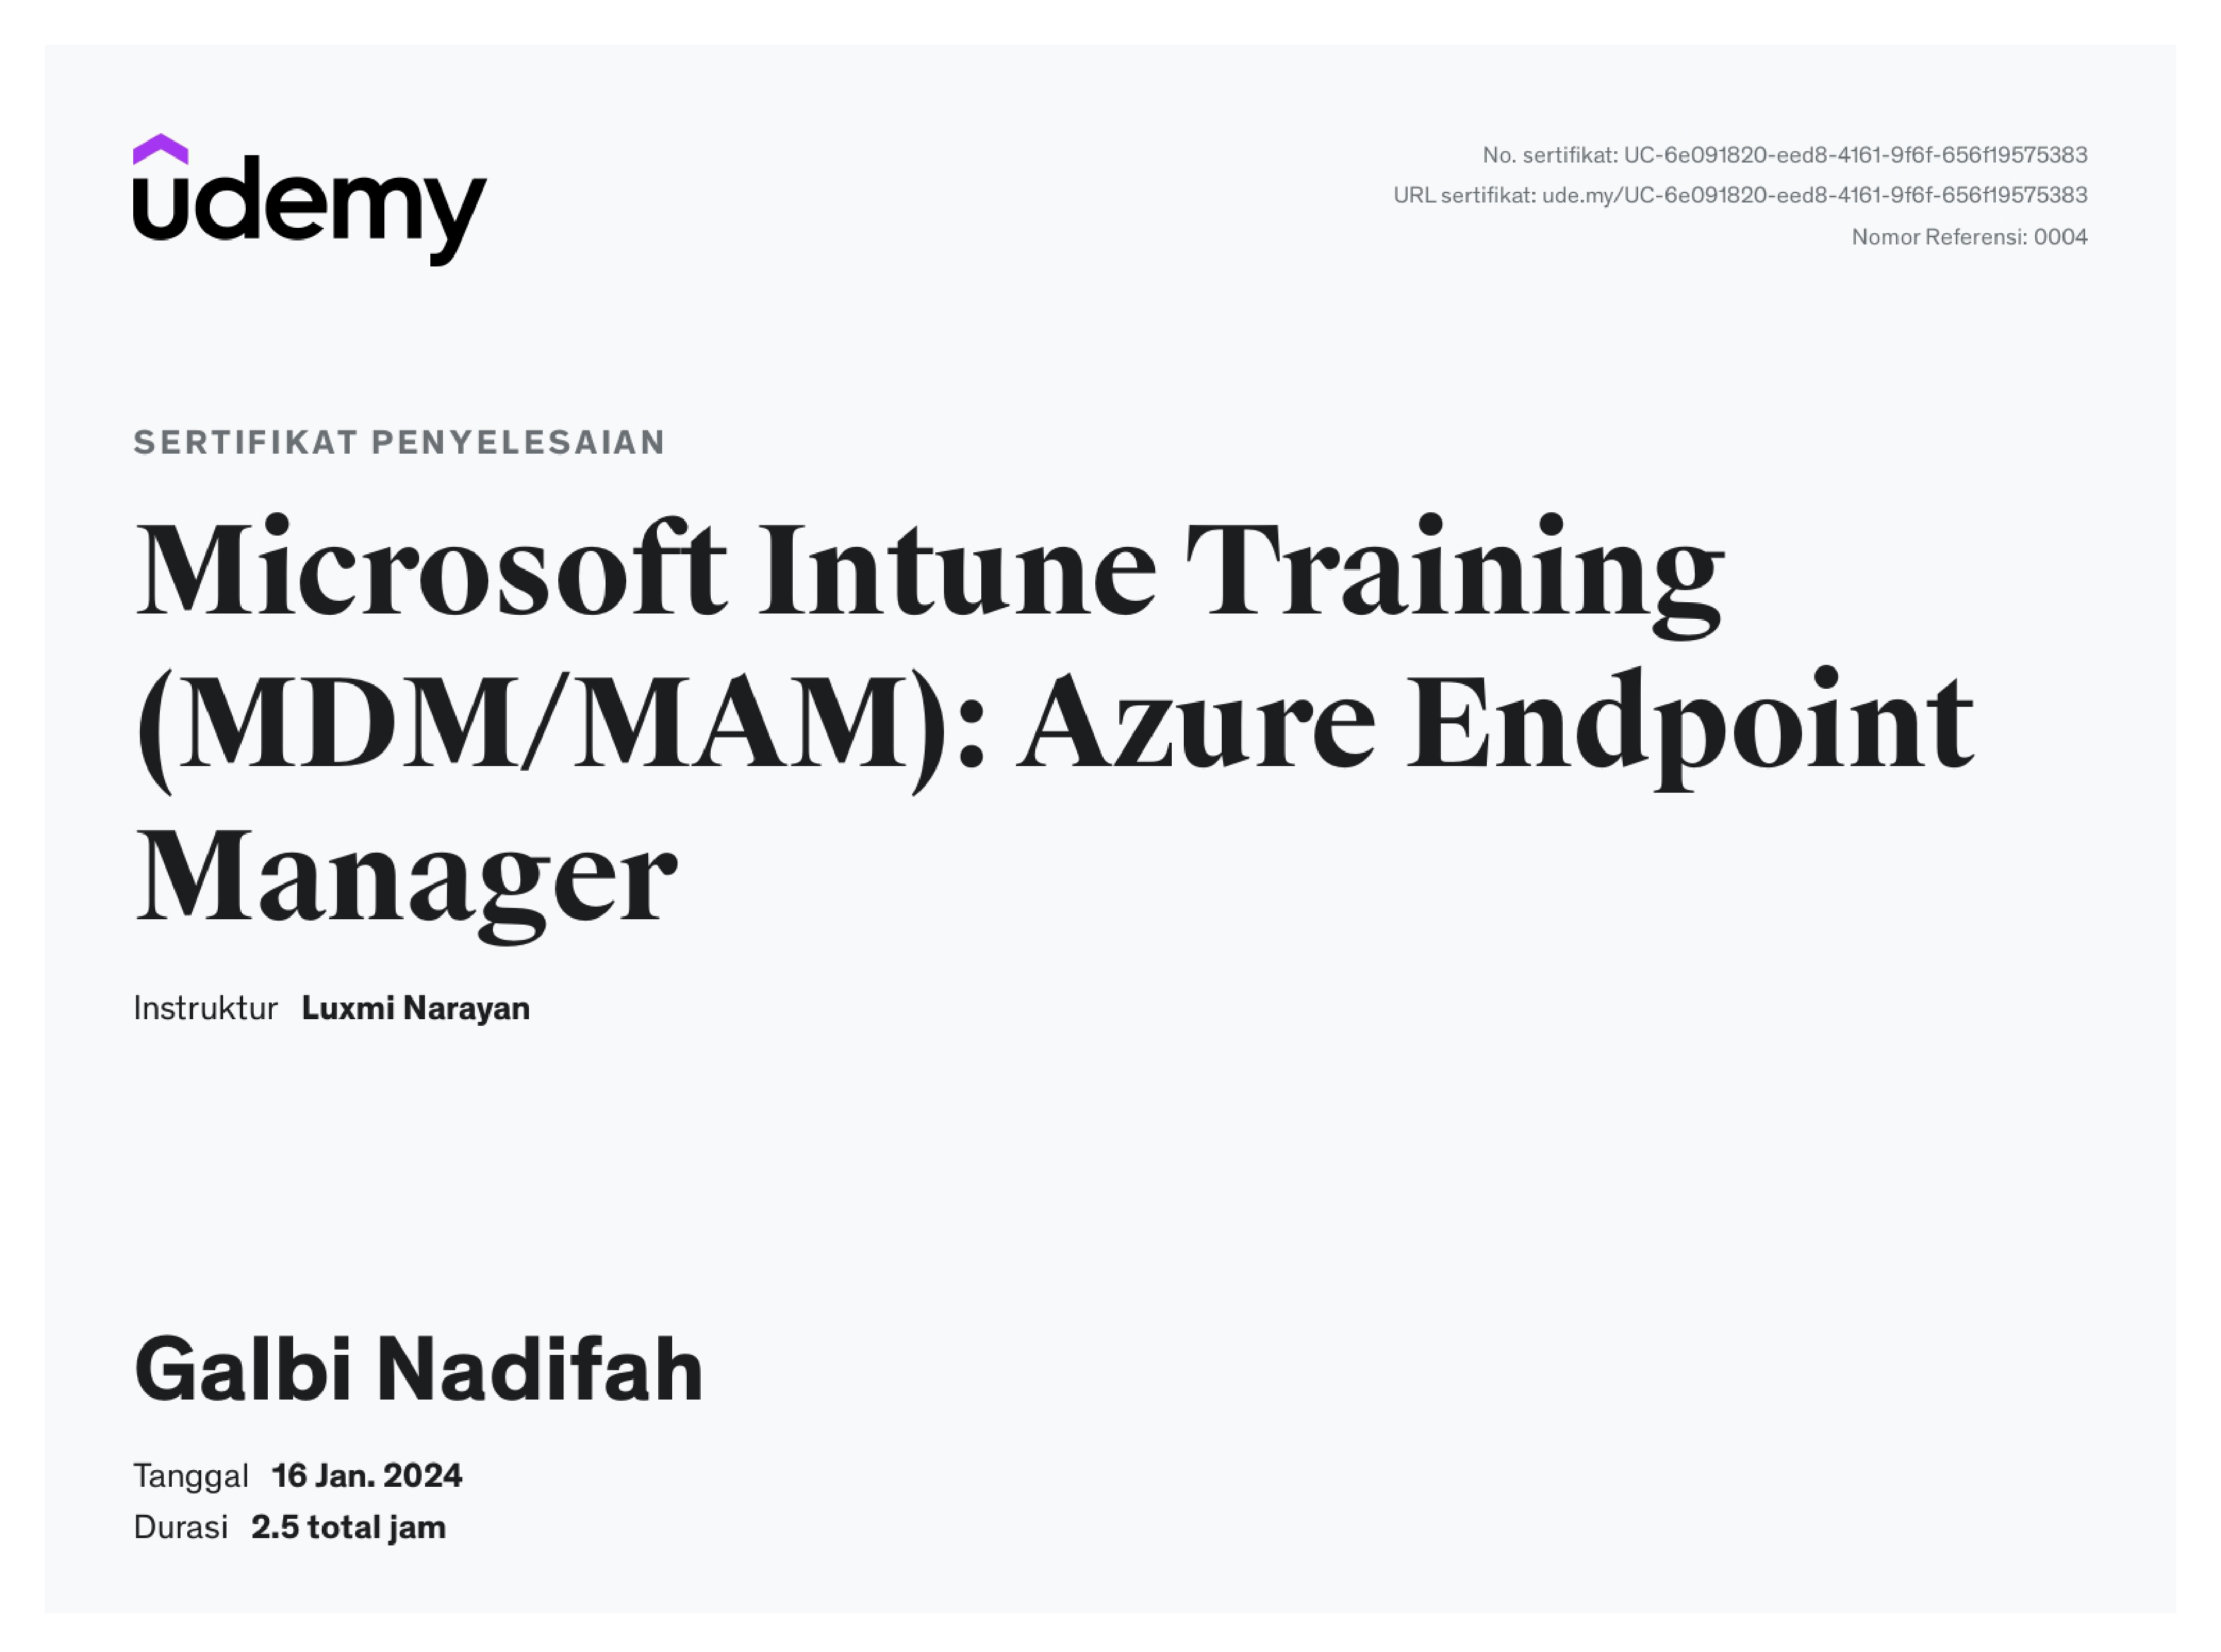 udemy
No. sertifikat: UC-6e091820-eed8-4161-9f6f-656f19575383
URL sertifikat: ude.my/UC-6e091820-eed8-4161-9f6f-656f19575383
Nomor Referensi: 0004
SERTIFIKAT PENYELESAIAN
Microsoft Intune Training
(MDM/MAM): Azure Endpoint
Manager
Instruktur Luxmi Narayan
Galbi Nadifah
Tanggal 16 Jan. 2024
Durasi 2.5 total jam